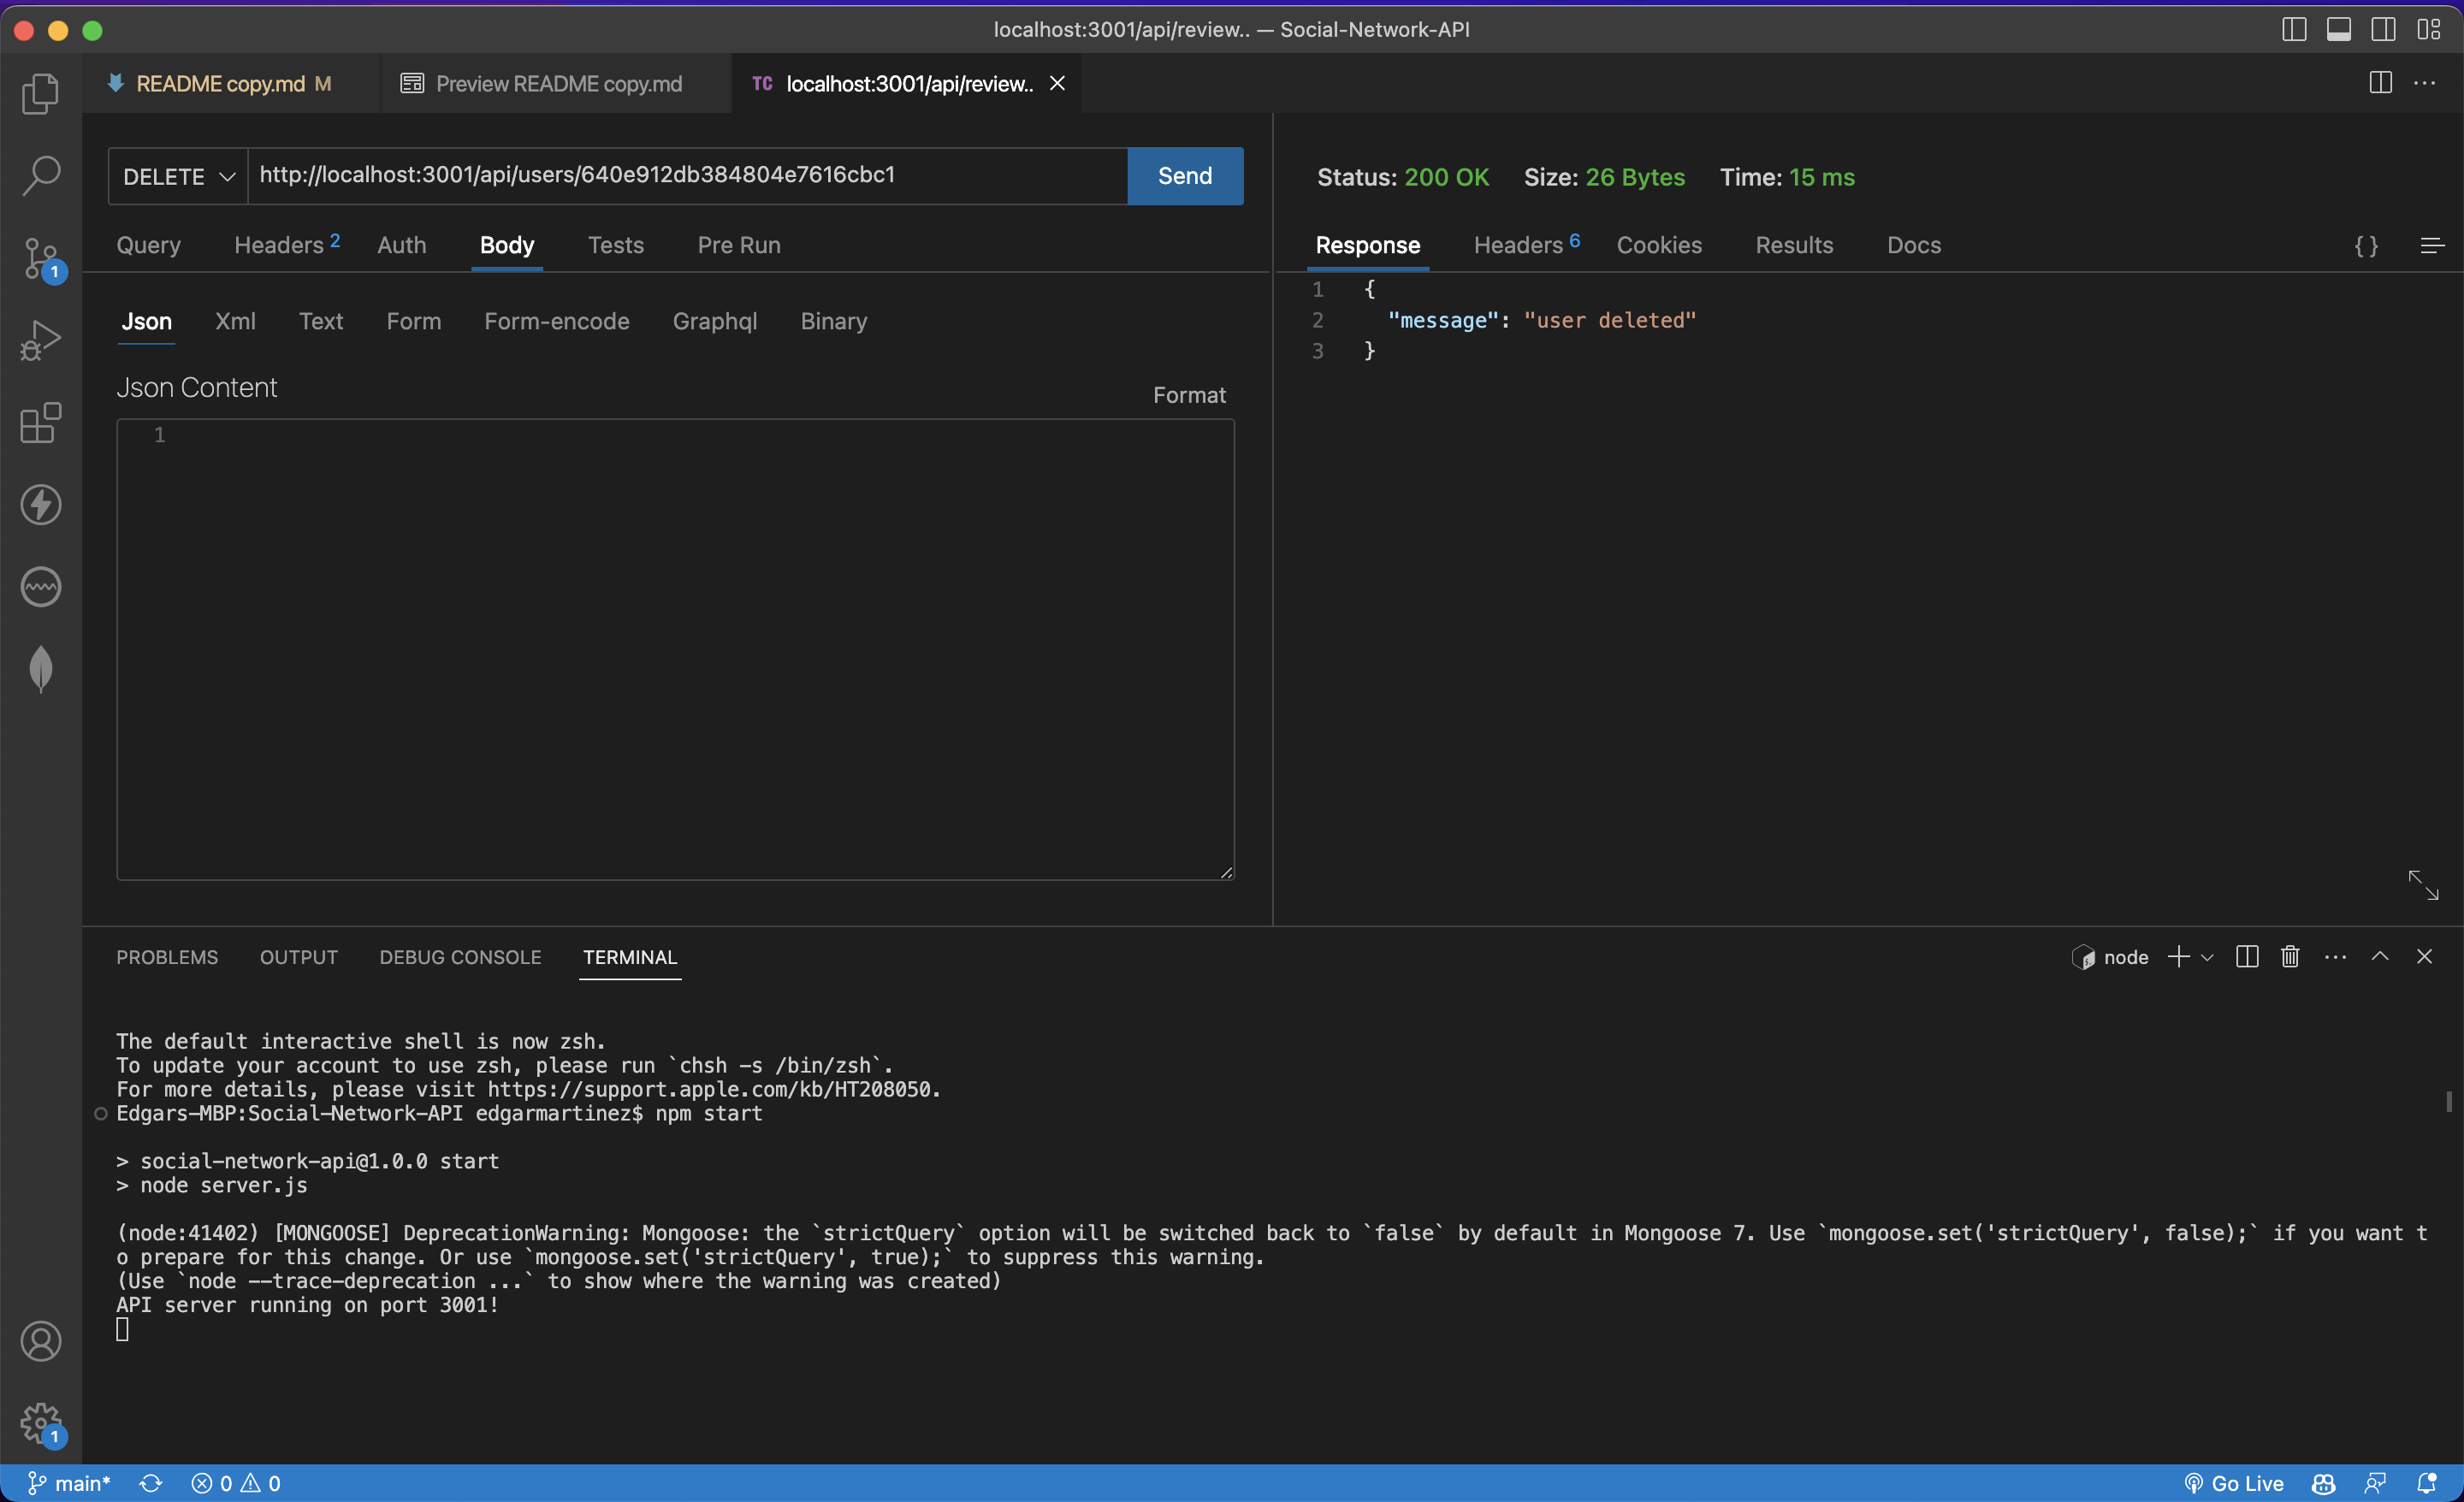 localhost:3001/api/review.. — Social-Network-API
README copy.md M
Preview README copy.md
TC localhost:3001/api/review..
DELETE http://localhost:3001/api/users/640e912db384804e7616cbc1 Send
Status: 200 OK Size: 26 Bytes Time: 15 ms
Query Headers 2 Auth Body Tests Pre Run
Response Headers 6 Cookies Results Docs { }
1 {
2 "message": "user deleted"
3 }
Json Xml Text Form Form-encode Graphql Binary
Json Content
Format
1
1
PROBLEMS OUTPUT DEBUG CONSOLE TERMINAL
node
The default interactive shell is now zsh.
To update your account to use zsh, please run `chsh -s /bin/zsh`.
For more details, please visit https://support.apple.com/kb/HT208050.
Edgars-MBP:Social-Network-API edgarmartinez$ npm start
> social-network-api@1.0.0 start
> node server.js
(node:41402) [MONGOOSE] DeprecationWarning: Mongoose: the `strictQuery` option will be switched back to `false` by default in Mongoose 7. Use `mongoose.set('strictQuery', false);` if you want t
o prepare for this change. Or use `mongoose.set('strictQuery', true);` to suppress this warning.
(Use `node --trace-deprecation ...` to show where the warning was created)
API server running on port 3001!
1
main* 0 0
Go Live